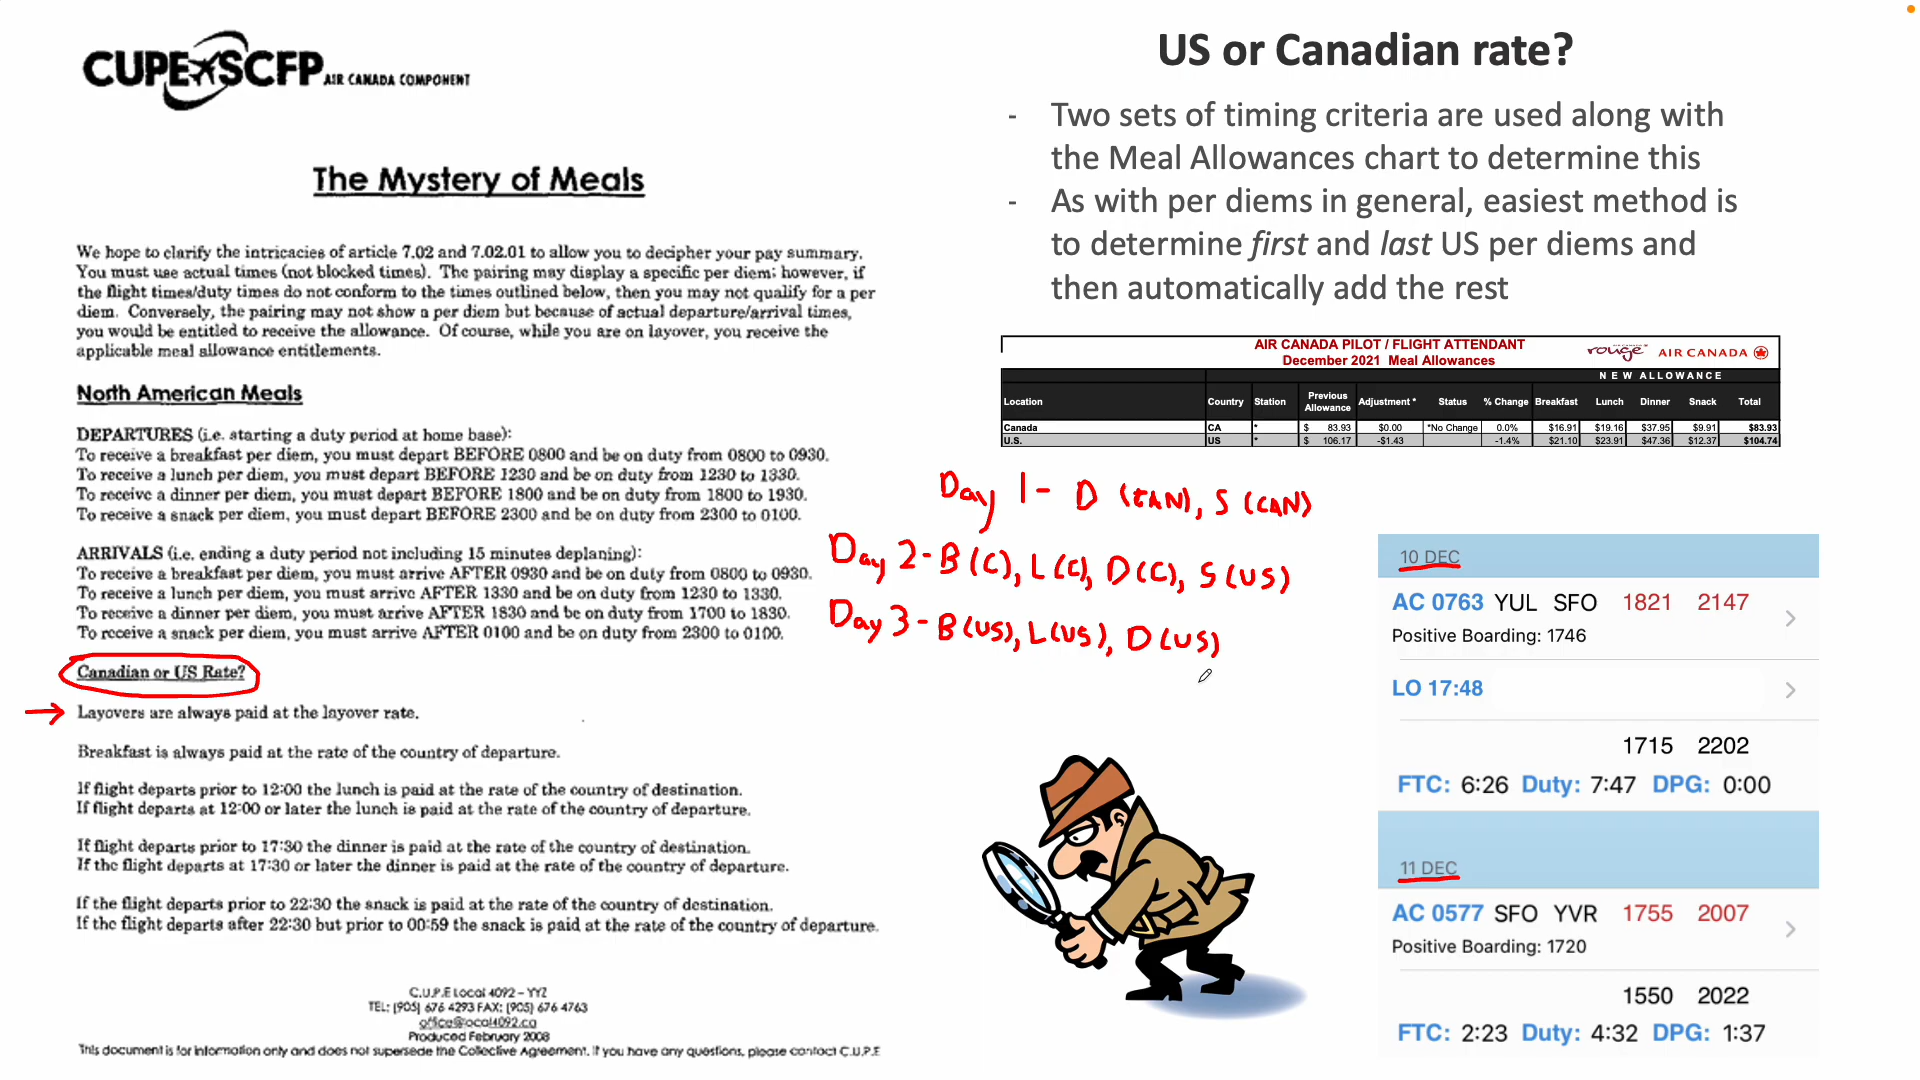 CUPE SCFP AIR CANADA COMPONENT
The Mystery of Meals
We hope to clarify the intricacies of article 7.02 and 7.02.01 to allow you to decipher your pay summary.
You must use actual times (not blocked times). The pairing may display a specific per diem; however, if
the flight times/duty times do not conform to the times outlined below, then you may not qualify for a per
diem. Conversely, the pairing may not show a per diem but because of actual departure/arrival times,
you would be entitled to receive the allowance. Of course, while you are on layover, you receive the
applicable meal allowance entitlements.
North American Meals
DEPARTURES (i.e. starting a duty period at home base):
To receive a breakfast per diem, you must depart BEFORE 0800 and be on duty from 0800 to 0930.
To receive a lunch per diem, you must depart BEFORE 1230 and be on duty from 1230 to 1330.
To receive a dinner per diem, you must depart BEFORE 1800 and be on duty from 1800 to 1930.
To receive a snack per diem, you must depart BEFORE 2300 and be on duty from 2300 to 0100.
ARRIVALS (i.e. ending a duty period not including 15 minutes deplaning):
To receive a breakfast per diem, you must arrive AFTER 0930 and be on duty from 0800 to 0930.
To receive a lunch per diem, you must arrive AFTER 1330 and be on duty from 1230 to 1330.
To receive a dinner per diem, you must arrive AFTER 1830 and be on duty from 1700 to 1830.
To receive a snack per diem, you must arrive AFTER 0100 and be on duty from 2300 to 0100.
Canadian or US Rate?
Layovers are always paid at the layover rate.
Breakfast is always paid at the rate of the country of departure.
If flight departs prior to 12:00 the lunch is paid at the rate of the country of destination.
If flight departs at 12:00 or later the lunch is paid at the rate of the country of departure.
If flight departs prior to 17:30 the dinner is paid at the rate of the country of destination.
If the flight departs at 17:30 or later the dinner is paid at the rate of the country of departure.
If the flight departs prior to 22:30 the snack is paid at the rate of the country of destination.
If the flight departs after 22:30 but prior to 00:59 the snack is paid at the rate of the country of departure.
C.U.P.E Local 4092 – YYZ
TEL: (905) 676 4293 FAX: (905) 676 4763
office@local4092.ca
Produced February 2008
This document is for information only and does not supersede the Collective Agreement. If you have any questions, please contact C.U.P.E
US or Canadian rate?
- Two sets of timing criteria are used along with
the Meal Allowances chart to determine this
- As with per diems in general, easiest method is
to determine first and last US per diems and
then automatically add the rest
AIR CANADA PILOT / FLIGHT ATTENDANT
December 2021 Meal Allowances
rouge AIR CANADA
NEW ALLOWANCE
Location Country Station Previous Allowance Adjustment * Status % Change Breakfast Lunch Dinner Snack Total
Canada CA * $ 83.93 $0.00 *No Change 0.0% $16.91 $19.16 $37.95 $9.91 $83.93
U.S. US * $ 106.17 -$1.43 -1.4% $21.10 $23.91 $47.36 $12.37 $104.74
Day 1 - D (CAN), S (CAN)
Day 2 - B (C), L (C), D (C), S (US)
Day 3 - B (US), L (US), D (US)
10 DEC
AC 0763 YUL SFO 1821 2147
Positive Boarding: 1746
LO 17:48
1715 2202
FTC: 6:26 Duty: 7:47 DPG: 0:00
11 DEC
AC 0577 SFO YVR 1755 2007
Positive Boarding: 1720
1550 2022
FTC: 2:23 Duty: 4:32 DPG: 1:37